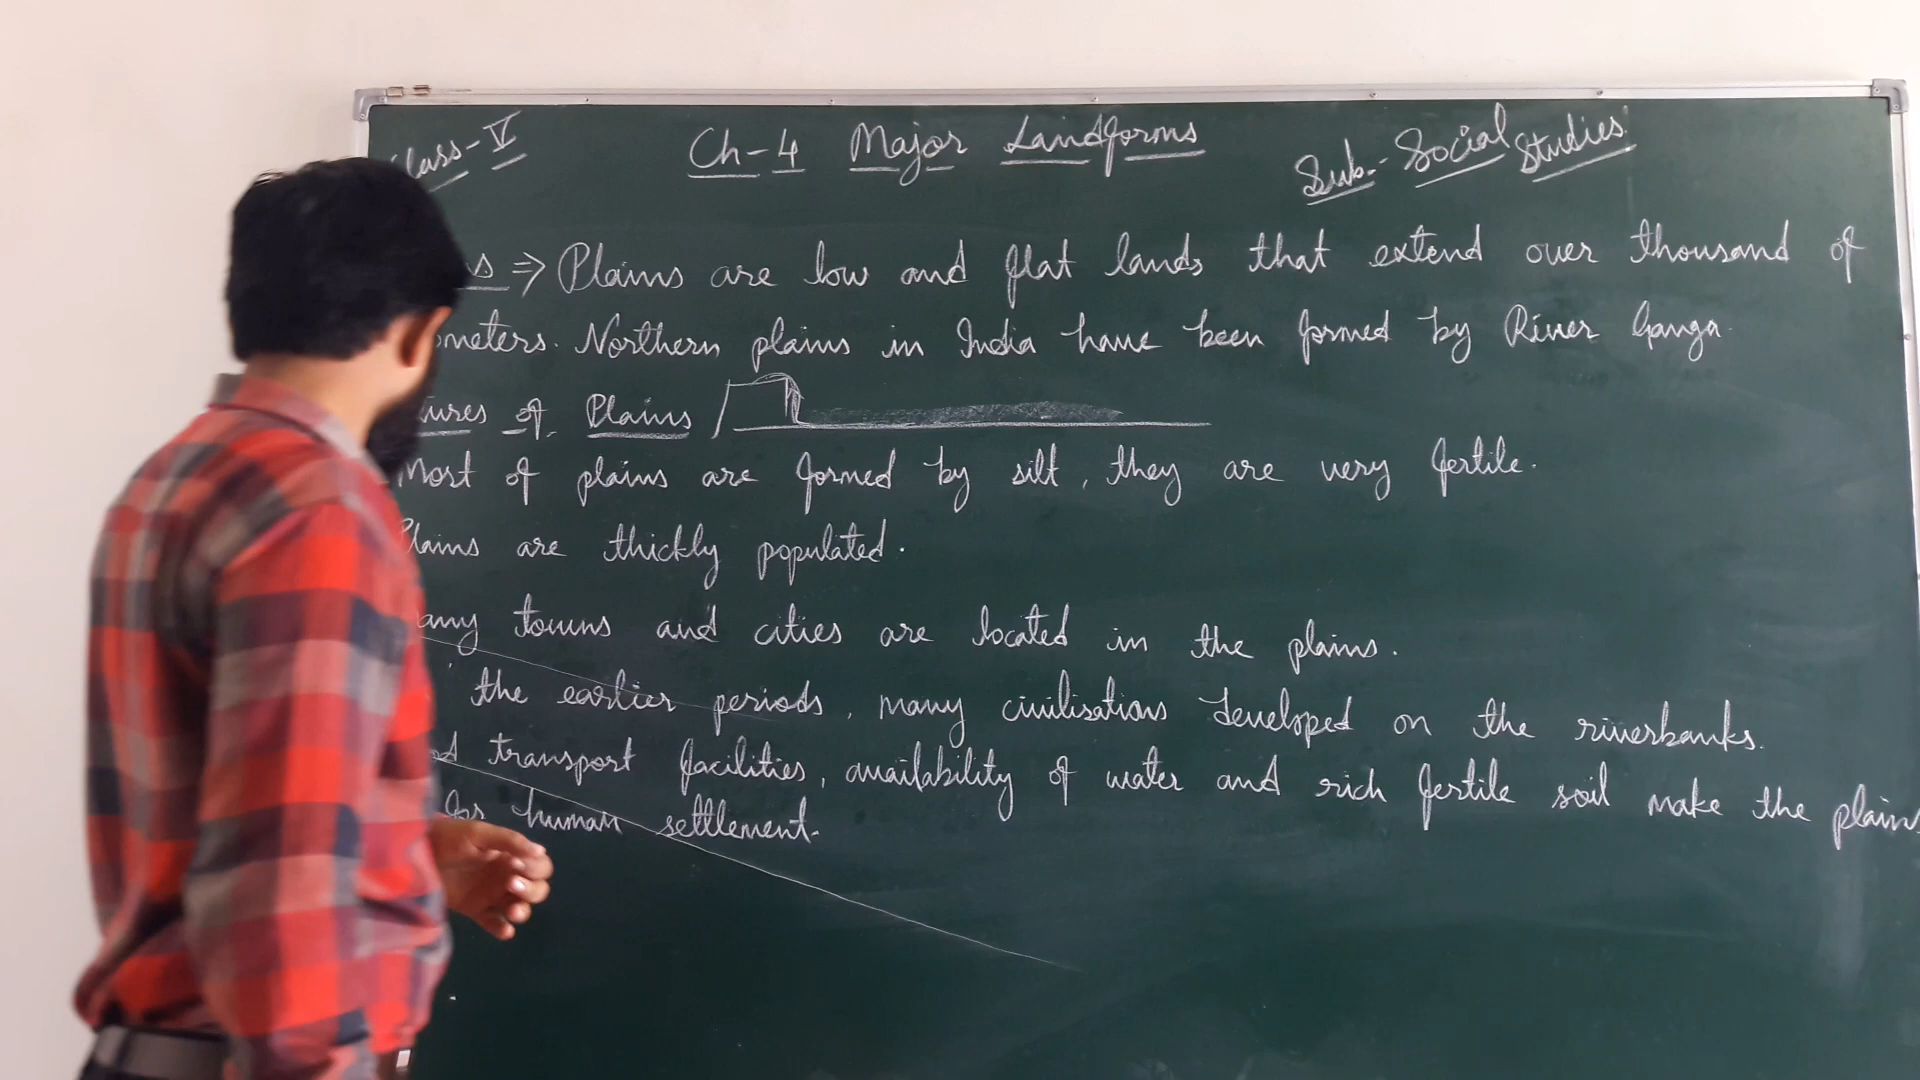 Class-V Ch-4 Major Landforms Sub:- Social Studies
⇒ Plains are low and flat lands that extend over thousand of
Northern plains in India have been formed by River Ganga.
of Plains
Most of plains are formed by silt, they are very fertile.
Plains are thickly populated.
towns and cities are located in the plains.
the earlier periods, many civilisations developed on the riverbanks.
transport facilities, availability of water and rich fertile soil make the plains
for human settlement.